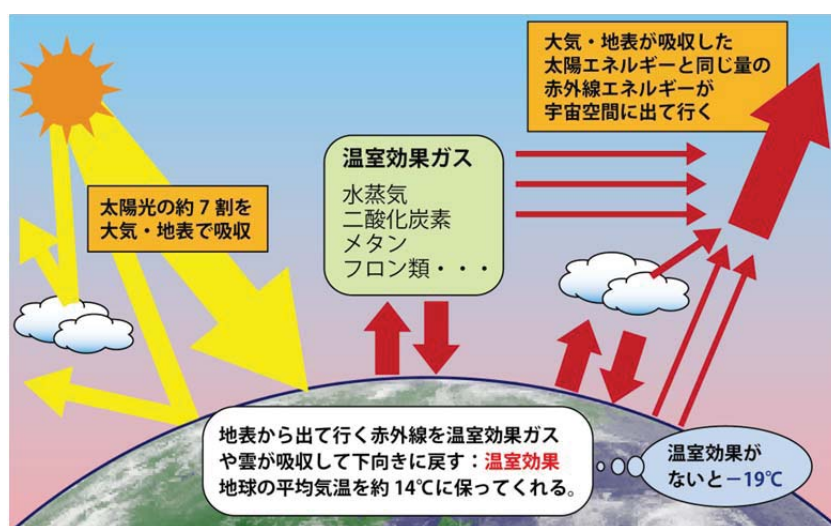 太陽光の約7割を
大気・地表で吸収
温室効果ガス
水蒸気
二酸化炭素
メタン
フロン類・・・
大気・地表が吸収した
太陽エネルギーと同じ量の
赤外線エネルギーが
宇宙空間に出て行く
地表から出て行く赤外線を温室効果ガス
や雲が吸収して下向きに戻す：温室効果
地球の平均気温を約14℃に保ってくれる。
温室効果が
ないと−19℃